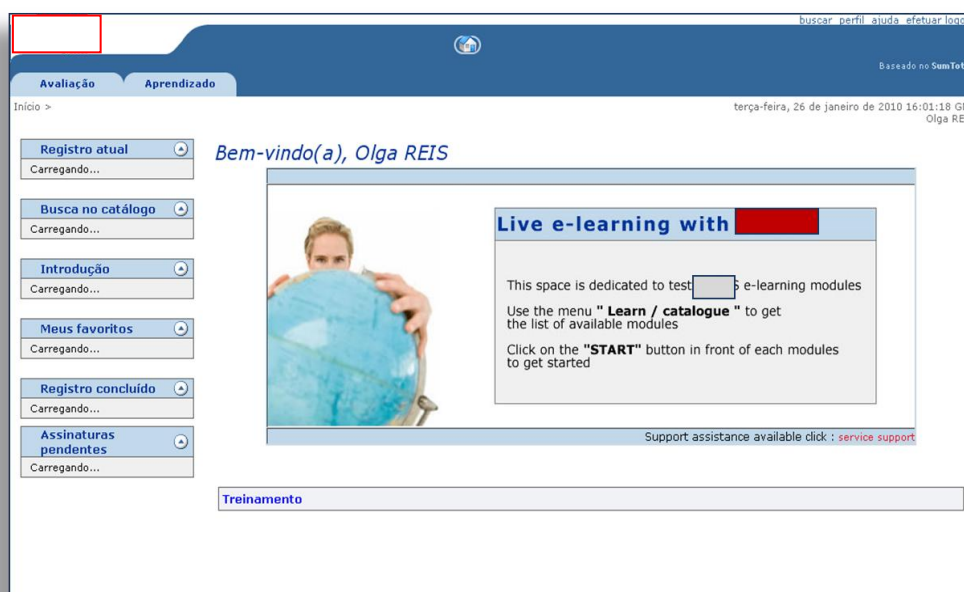 buscar perfil ajuda efetuar logo
Baseado no SumTot
Avaliação Aprendizado
Início >
terça-feira, 26 de janeiro de 2010 16:01:18 G
Olga RE
Registro atual
Carregando...
Busca no catálogo
Carregando...
Introdução
Carregando...
Meus favoritos
Carregando...
Registro concluído
Carregando...
Assinaturas
pendentes
Carregando...
Bem-vindo(a), Olga REIS
Live e-learning with
This space is dedicated to test e-learning modules
Use the menu " Learn / catalogue " to get
the list of available modules
Click on the "START" button in front of each modules
to get started
Support assistance available click : service support
Treinamento